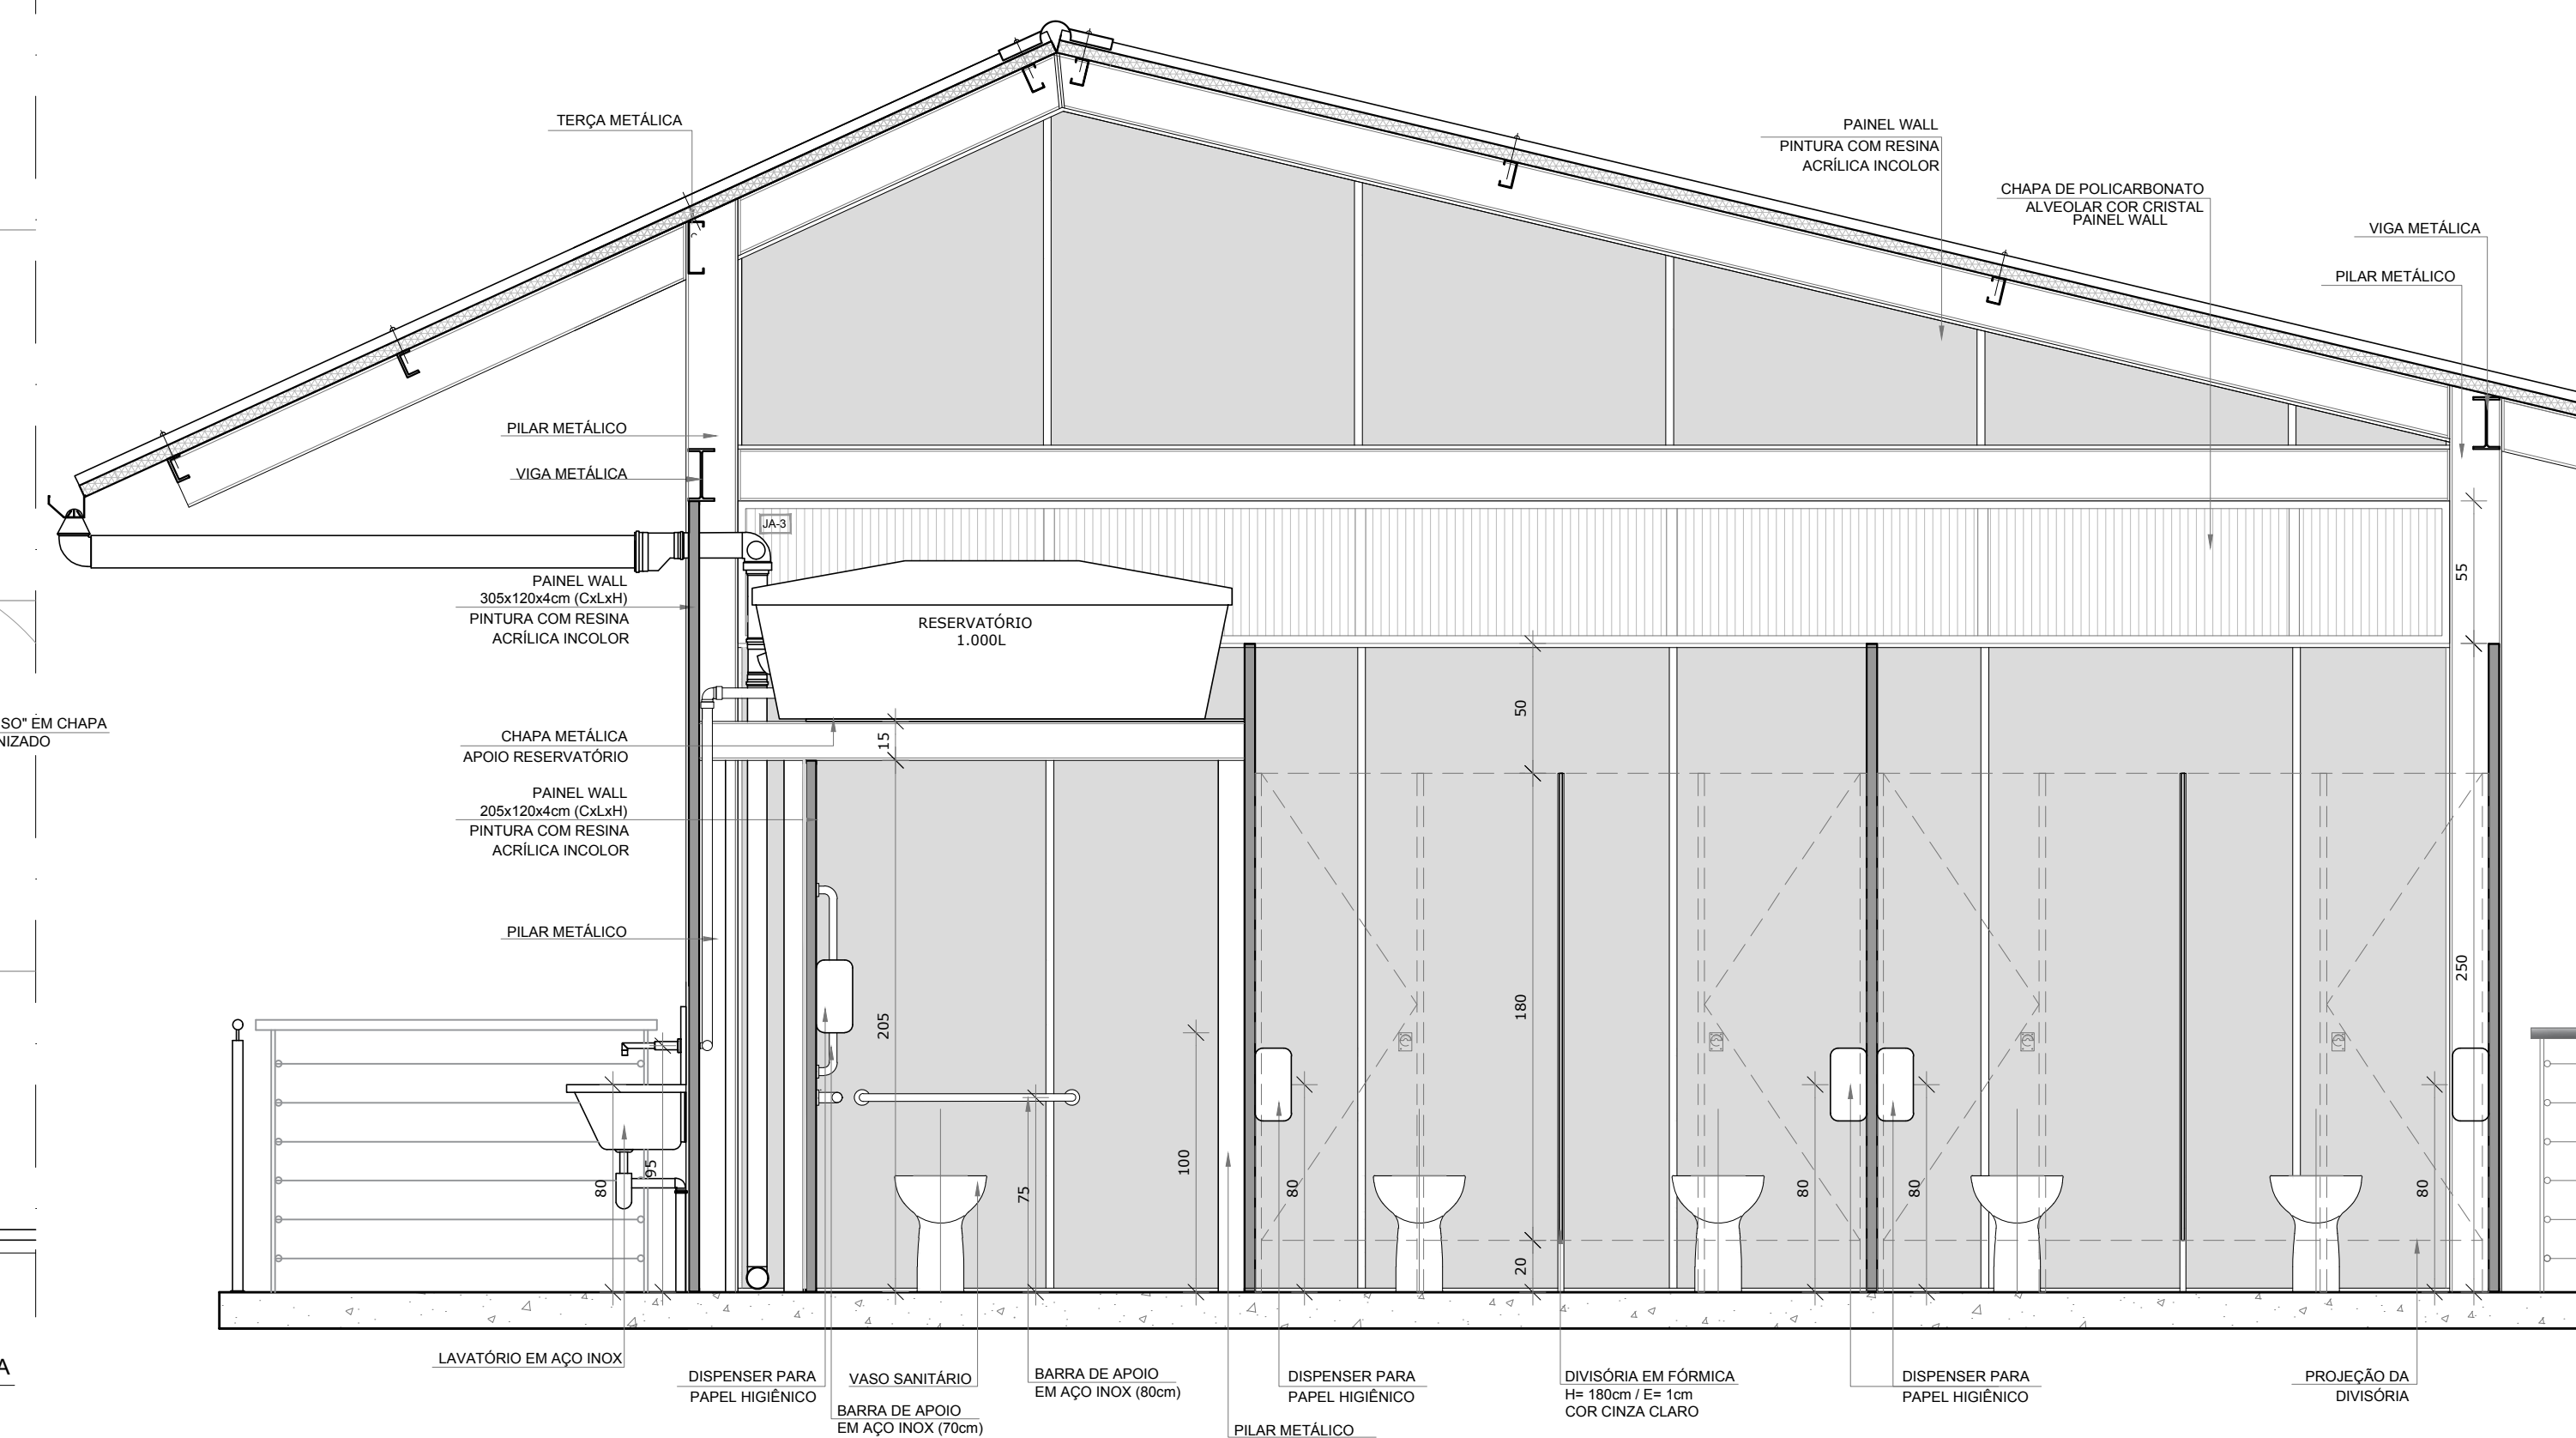 TERÇA METÁLICA
PAINEL WALL
PINTURA COM RESINA
ACRÍLICA INCOLOR
CHAPA DE POLICARBONATO
ALVEOLAR COR CRISTAL
PAINEL WALL
VIGA METÁLICA
PILAR METÁLICO
PILAR METÁLICO
VIGA METÁLICA
JA-3
PAINEL WALL
305x120x4cm (CxLxH)
PINTURA COM RESINA
ACRÍLICA INCOLOR
RESERVATÓRIO
1.000L
55
SO" EM CHAPA
NIZADO
CHAPA METÁLICA
APOIO RESERVATÓRIO
15
50
PAINEL WALL
205x120x4cm (CxLxH)
PINTURA COM RESINA
ACRÍLICA INCOLOR
PILAR METÁLICO
205
180
250
80
95
75
100
80
80
80
80
20
A
LAVATÓRIO EM AÇO INOX
DISPENSER PARA
PAPEL HIGIÊNICO
VASO SANITÁRIO
BARRA DE APOIO
EM AÇO INOX (70cm)
BARRA DE APOIO
EM AÇO INOX (80cm)
PILAR METÁLICO
DISPENSER PARA
PAPEL HIGIÊNICO
DIVISÓRIA EM FÓRMICA
H= 180cm / E= 1cm
COR CINZA CLARO
DISPENSER PARA
PAPEL HIGIÊNICO
PROJEÇÃO DA
DIVISÓRIA